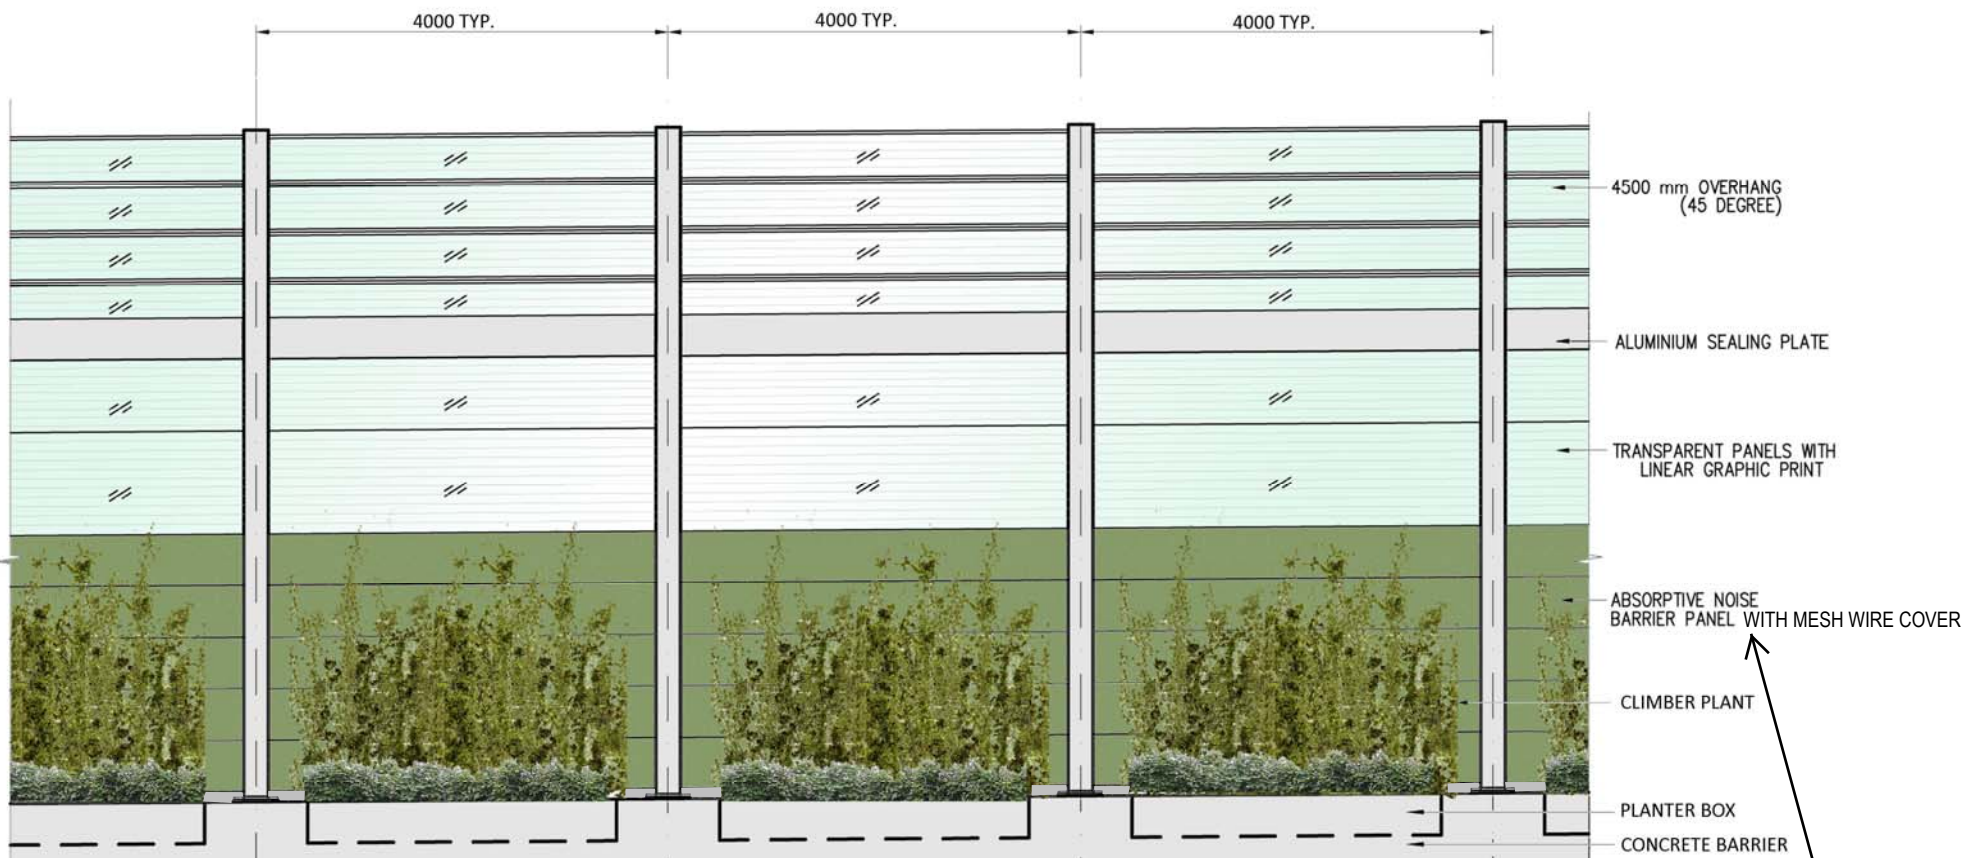 4000 TYP.
4000 TYP.
4000 TYP.
4500 mm OVERHANG
(45 DEGREE)
ALUMINIUM SEALING PLATE
TRANSPARENT PANELS WITH
LINEAR GRAPHIC PRINT
ABSORPTIVE NOISE
BARRIER PANEL WITH MESH WIRE COVER
CLIMBER PLANT
PLANTER BOX
CONCRETE BARRIER